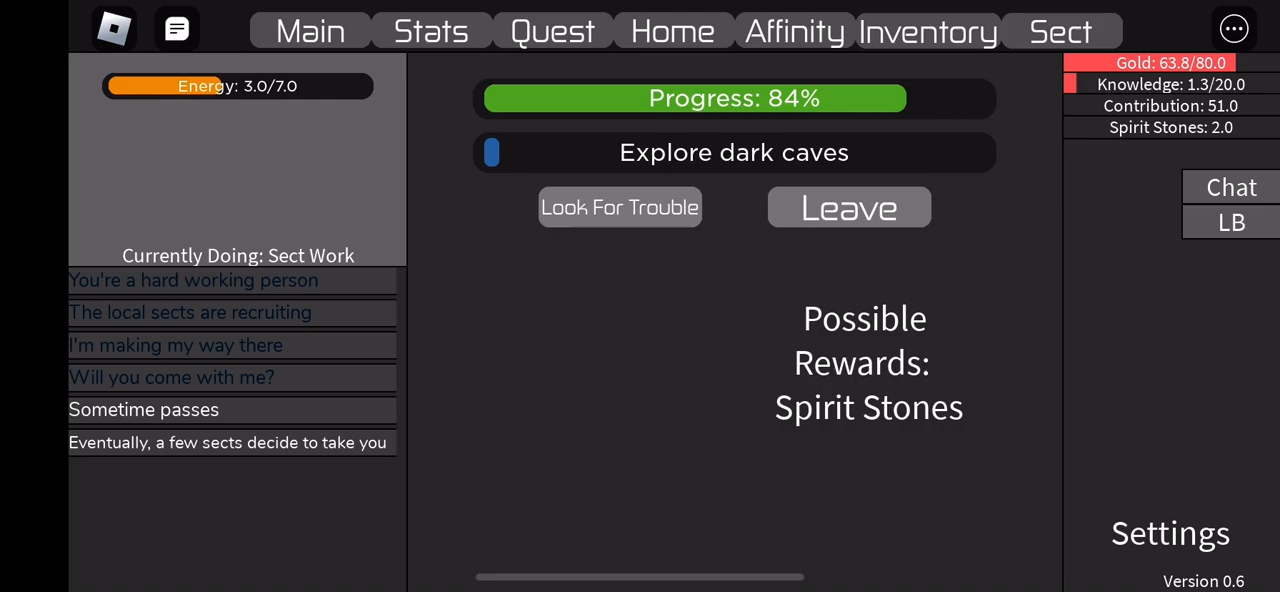 Main
Stats
Quest
Home
Affinity
Inventory
Sect
Energy: 3.0/7.0
Currently Doing: Sect Work
You're a hard working person
The local sects are recruiting
I'm making my way there
Will you come with me?
Sometime passes
Eventually, a few sects decide to take you
Progress: 84%
Explore dark caves
Look For Trouble
Leave
Possible
Rewards:
Spirit Stones
Gold: 63.8/80.0
Knowledge: 1.3/20.0
Contribution: 51.0
Spirit Stones: 2.0
Chat
LB
Settings
Version 0.6